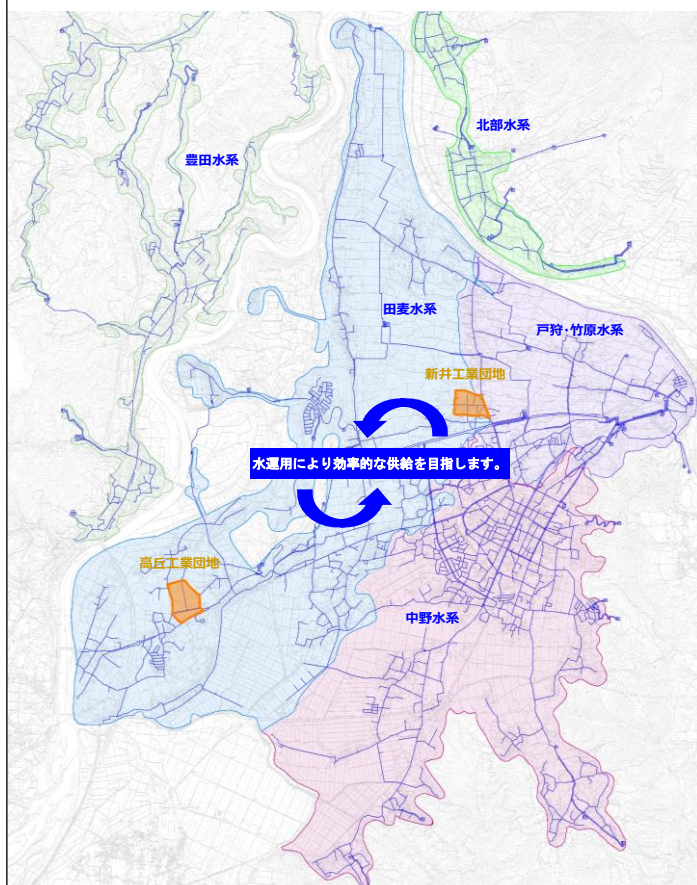 北部水系
豊田水系
田麦水系
戸狩・竹原水系
新井工業団地
水運用により効率的な供給を目指します。
高丘工業団地
中野水系